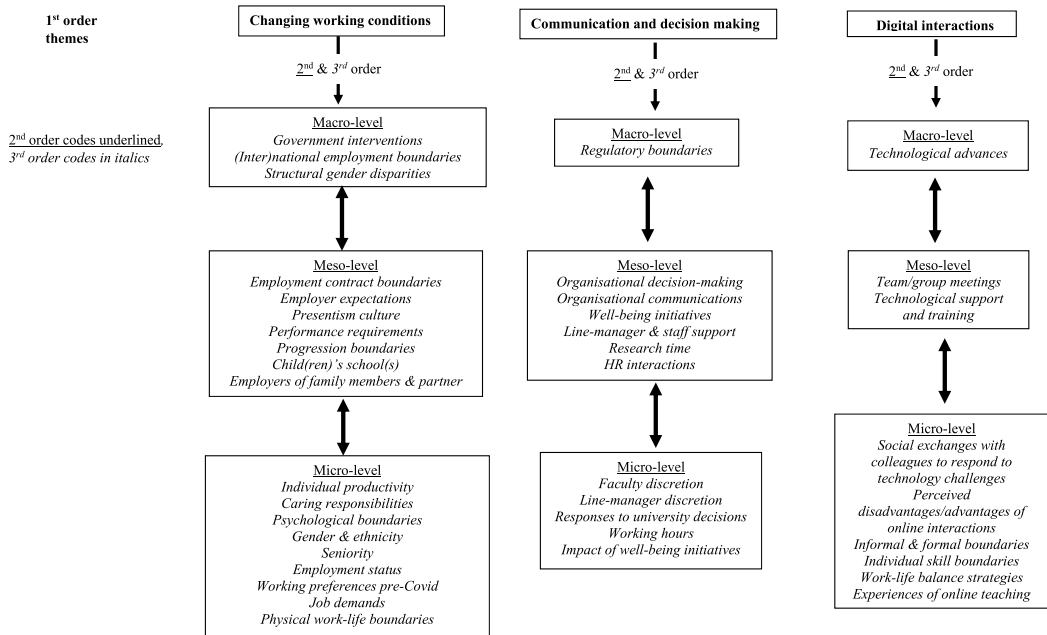 1st order
themes
Changing working conditions
2nd & 3rd order
Macro-level
Government interventions
(Inter)national employment boundaries
Structural gender disparities
Meso-level
Employment contract boundaries
Employer expectations
Presentism culture
Performance requirements
Progression boundaries
Child(ren)'s school(s)
Employers of family members & partner
Micro-level
Individual productivity
Caring responsibilities
Psychological boundaries
Gender & ethnicity
Seniority
Employment status
Working preferences pre-Covid
Job demands
Physical work-life boundaries
Communication and decision making
2nd & 3rd order
Macro-level
Regulatory boundaries
Meso-level
Organisational decision-making
Organisational communications
Well-being initiatives
Line-manager & staff support
Research time
HR interactions
Micro-level
Faculty discretion
Line-manager discretion
Responses to university decisions
Working hours
Impact of well-being initiatives
Digital interactions
2nd & 3rd order
Macro-level
Technological advances
Meso-level
Team/group meetings
Technological support
and training
Micro-level
Social exchanges with
colleagues to respond to
technology challenges
Perceived
disadvantages/advantages of
online interactions
Informal & formal boundaries
Individual skill boundaries
Work-life balance strategies
Experiences of online teaching
2nd order codes underlined,
3rd order codes in italics